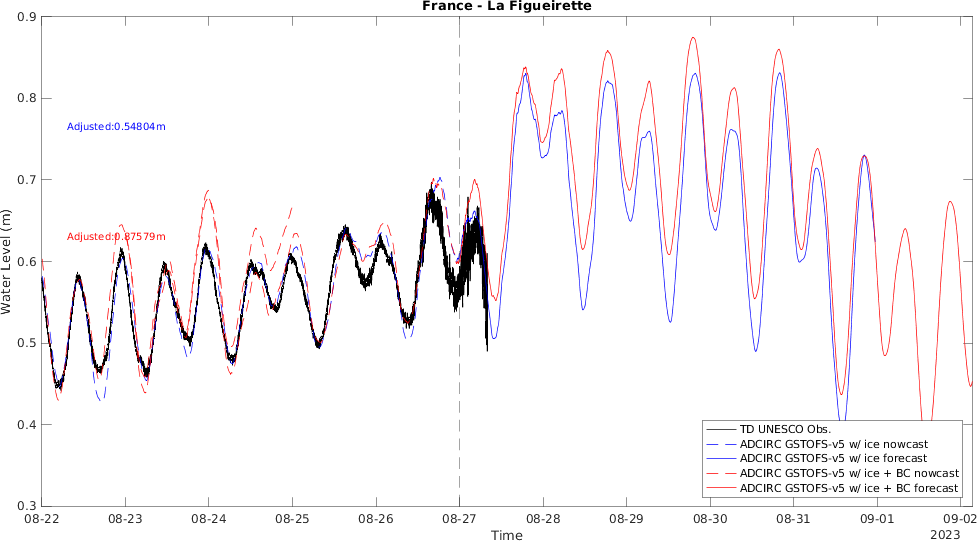 France - La Figueirette
0.9
0.8
0.7
0.6
0.5
0.4
0.3
Water Level (m)
Adjusted:0.54804m
Adjusted:0.87579m
TD UNESCO Obs.
ADCIRC GSTOFS-v5 w/ ice nowcast
ADCIRC GSTOFS-v5 w/ ice forecast
ADCIRC GSTOFS-v5 w/ ice + BC nowcast
ADCIRC GSTOFS-v5 w/ ice + BC forecast
08-22 08-23 08-24 08-25 08-26 08-27 08-28 08-29 08-30 08-31 09-01 09-02
Time
2023